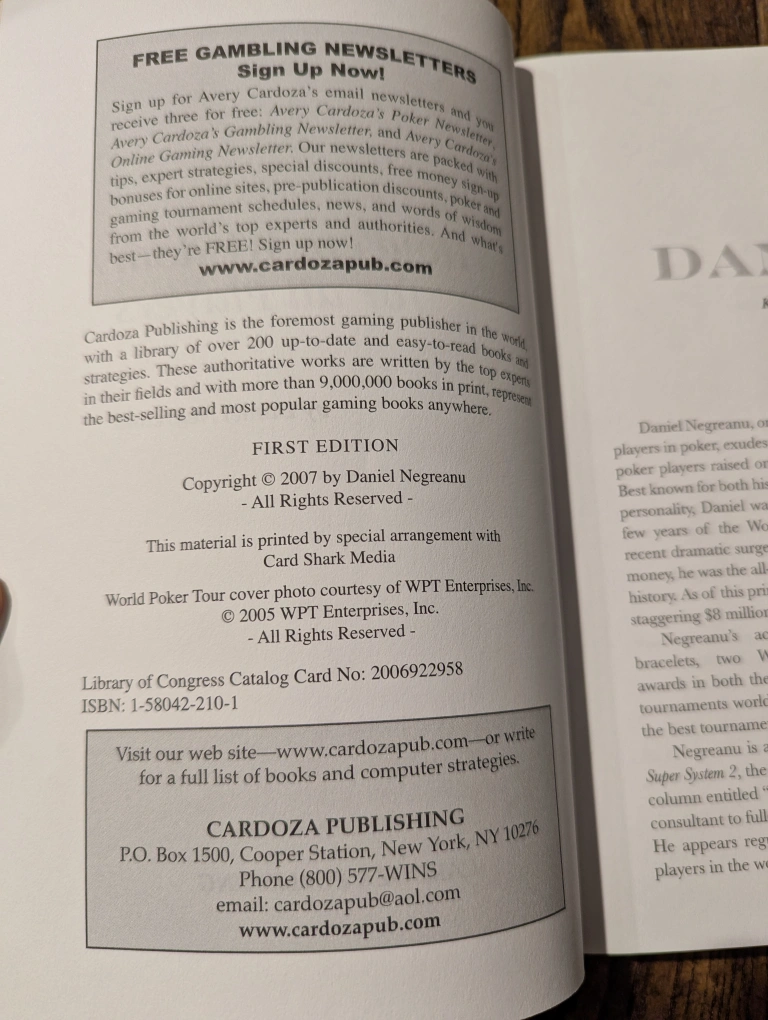 FREE GAMBLING NEWSLETTERS
Sign Up Now!
Sign up for Avery Cardoza's email newsletters and you
receive three for free: Avery Cardoza's Poker Newsletter,
Avery Cardoza's Gambling Newsletter, and Avery Cardoza's
Online Gaming Newsletter. Our newsletters are packed with
tips, expert strategies, special discounts, free money sign-up
bonuses for online sites, pre-publication discounts, poker and
gaming tournament schedules, news, and words of wisdom
from the world's top experts and authorities. And what's
best—they're FREE! Sign up now!
www.cardozapub.com
Cardoza Publishing is the foremost gaming publisher in the world,
with a library of over 200 up-to-date and easy-to-read books and
strategies. These authoritative works are written by the top experts
in their fields and with more than 9,000,000 books in print, represent
the best-selling and most popular gaming books anywhere.
FIRST EDITION
Copyright © 2007 by Daniel Negreanu
- All Rights Reserved -
This material is printed by special arrangement with
Card Shark Media
World Poker Tour cover photo courtesy of WPT Enterprises, Inc.
© 2005 WPT Enterprises, Inc.
- All Rights Reserved -
Library of Congress Catalog Card No: 2006922958
ISBN: 1-58042-210-1
Visit our web site—www.cardozapub.com—or write
for a full list of books and computer strategies.
CARDOZA PUBLISHING
P.O. Box 1500, Cooper Station, New York, NY 10276
Phone (800) 577-WINS
email: cardozapub@aol.com
www.cardozapub.com
Daniel Negreanu,
players in poker, exudes
poker players raised
Best known for both his
personality, Daniel
few years of the
recent dramatic
money, he was the
history. As of this
staggering $8 million
Negreanu's
bracelets, two
awards in both the
tournaments
the best
Negreanu is
Super System 2, the
column entitled
consultant to
He appears
players in the